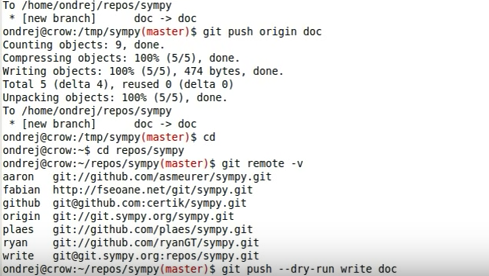 To /home/ondrej/repos/sympy
 * [new branch]      doc -> doc
ondrej@crow:/tmp/sympy(master)$ git push origin doc
Counting objects: 9, done.
Compressing objects: 100% (5/5), done.
Writing objects: 100% (5/5), 474 bytes, done.
Total 5 (delta 4), reused 0 (delta 0)
Unpacking objects: 100% (5/5), done.
To /home/ondrej/repos/sympy
 * [new branch]      doc -> doc
ondrej@crow:/tmp/sympy(master)$ cd
ondrej@crow:~$ cd repos/sympy
ondrej@crow:~/repos/sympy(master)$ git remote -v
aaron   git://github.com/asmeurer/sympy.git
fabian  http://fseoane.net/git/sympy.git
github  git@github.com:certik/sympy.git
origin  git://git.sympy.org/sympy.git
plaes   git://github.com/plaes/sympy.git
ryan    git://github.com/ryanGT/sympy.git
write   git@git.sympy.org:repos/sympy.git
ondrej@crow:~/repos/sympy(master)$ git push --dry-run write doc